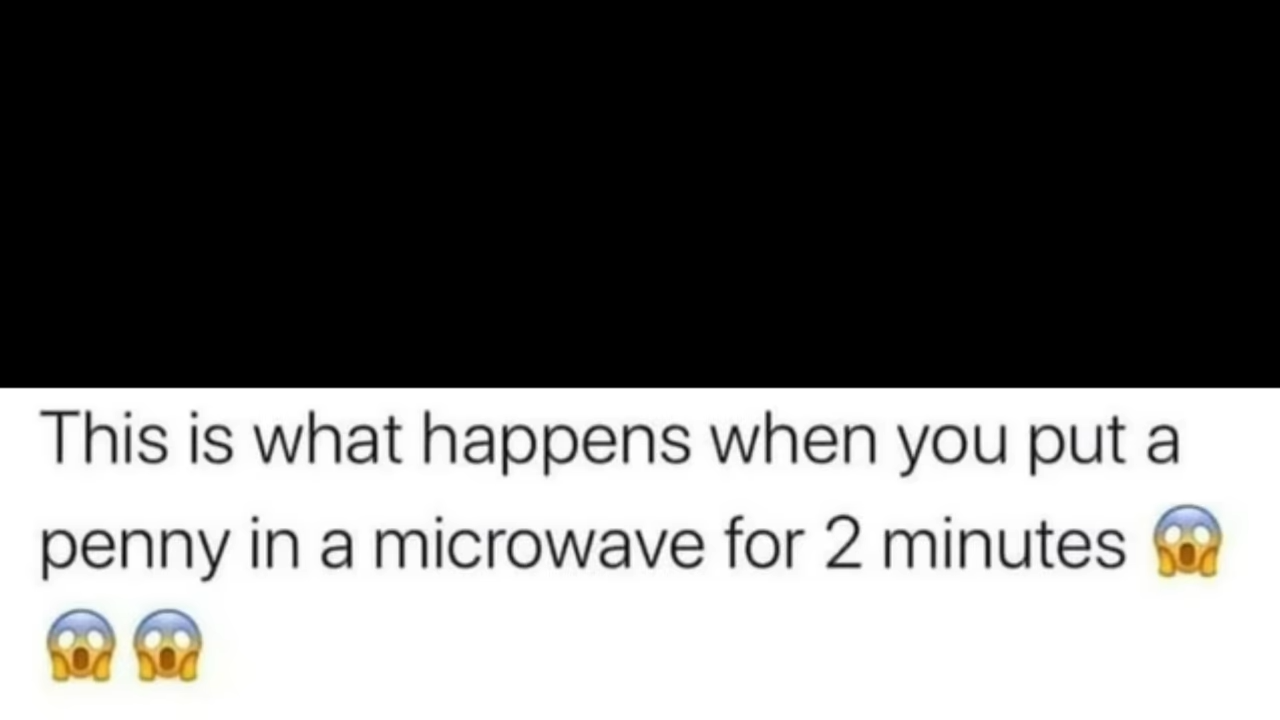 This is what happens when you put a
penny in a microwave for 2 minutes 😱
😱😱